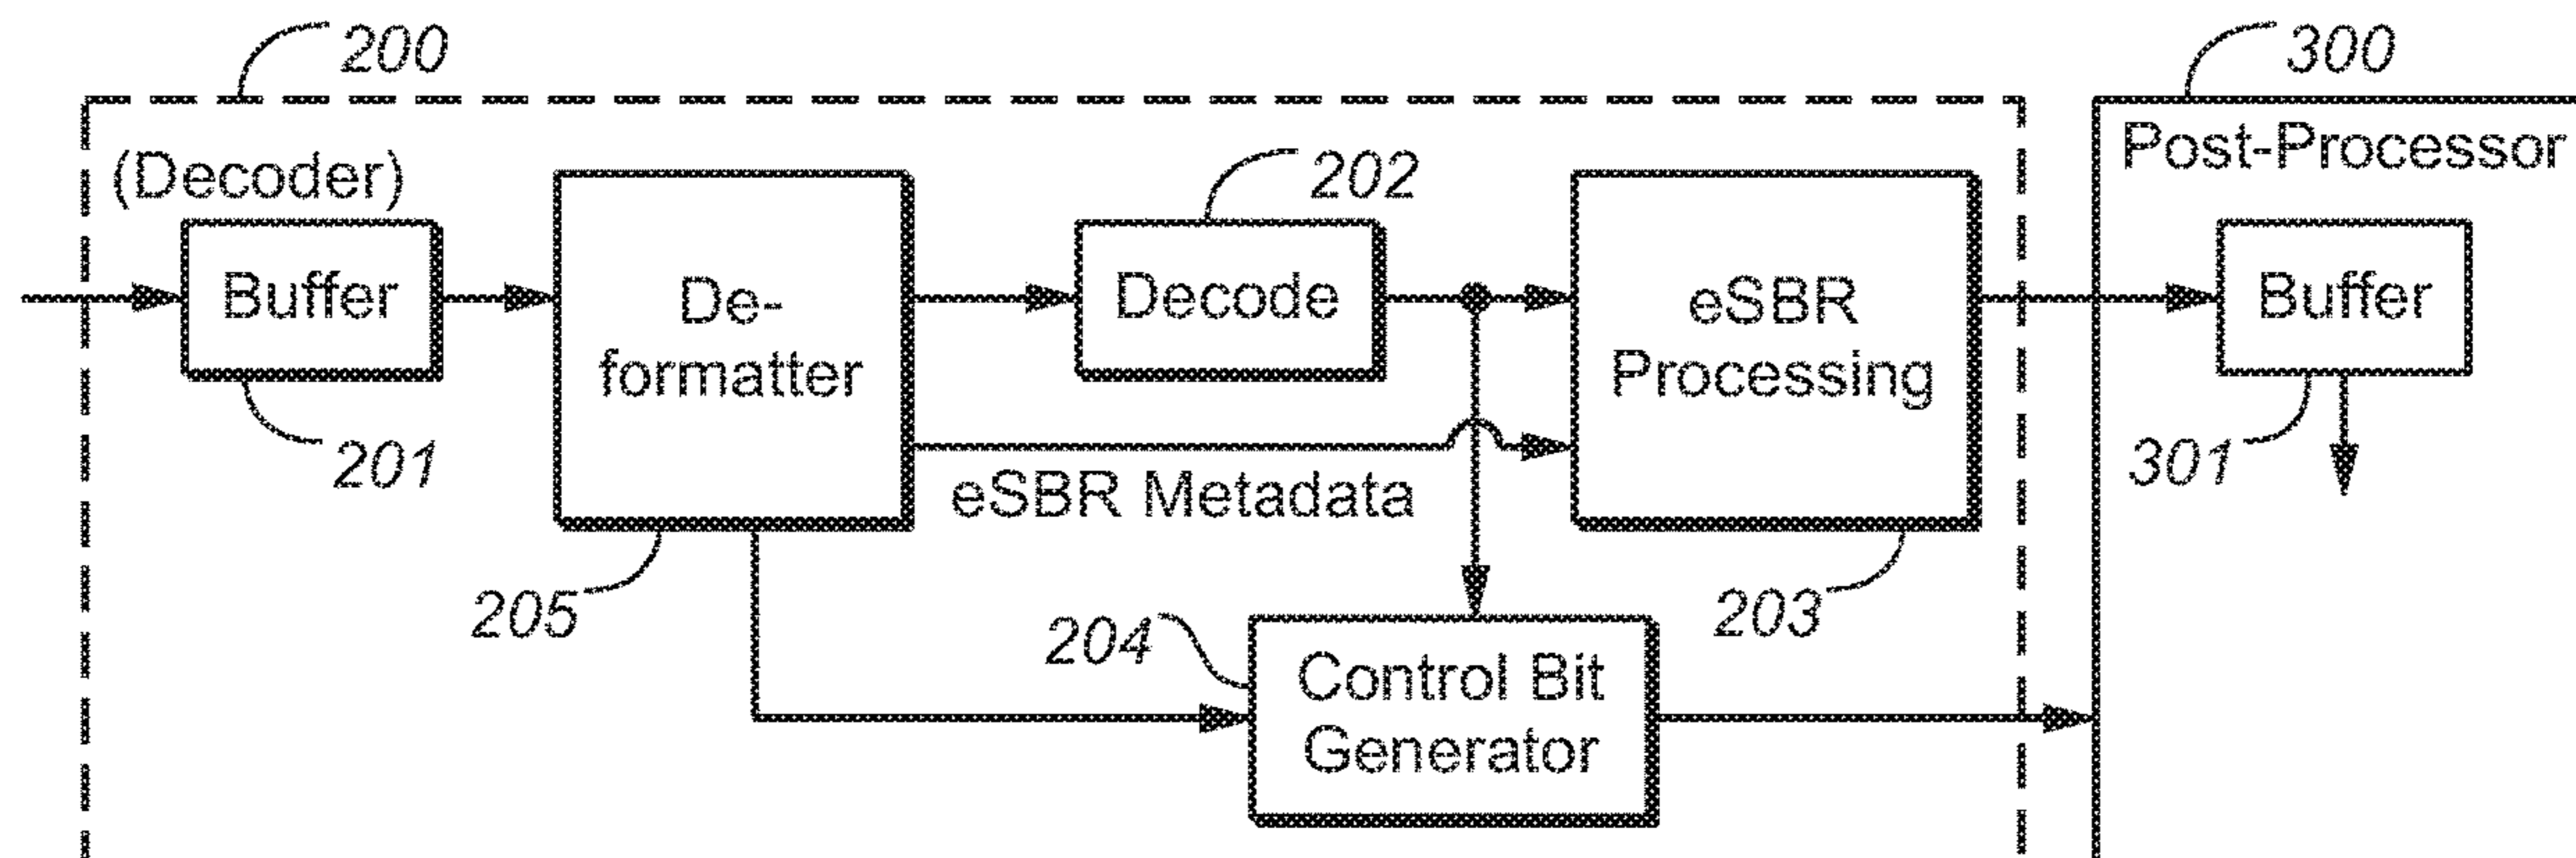 200
300
(Decoder)
Post-Processor
202
Buffer
De-
formatter
Decode
eSBR
Processing
Buffer
201
eSBR Metadata
301
205
204
203
Control Bit
Generator